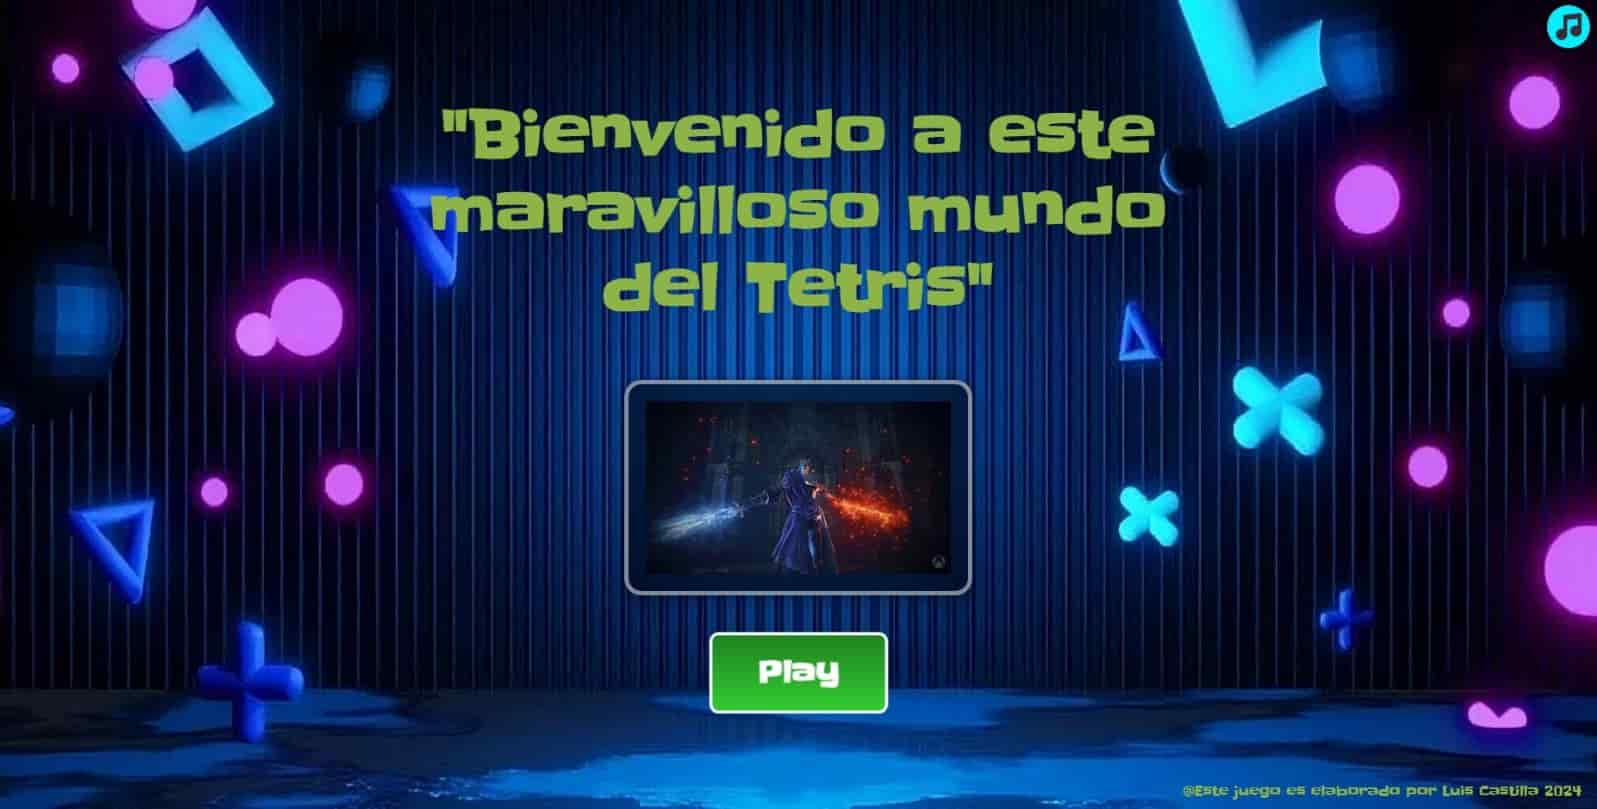 "Bienvenido a este
maravilloso mundo
del Tetris"
Play
@Este juego es elaborado por Luis Castilla 2024